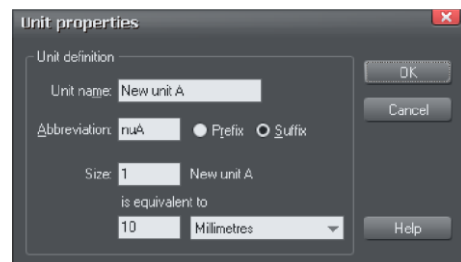 Unit properties
Unit definition
OK
Unit name: New unit A
Cancel
Abbreviation: nuA Prefix Suffix
Size: 1 New unit A
is equivalent to
10 Millimetres Help